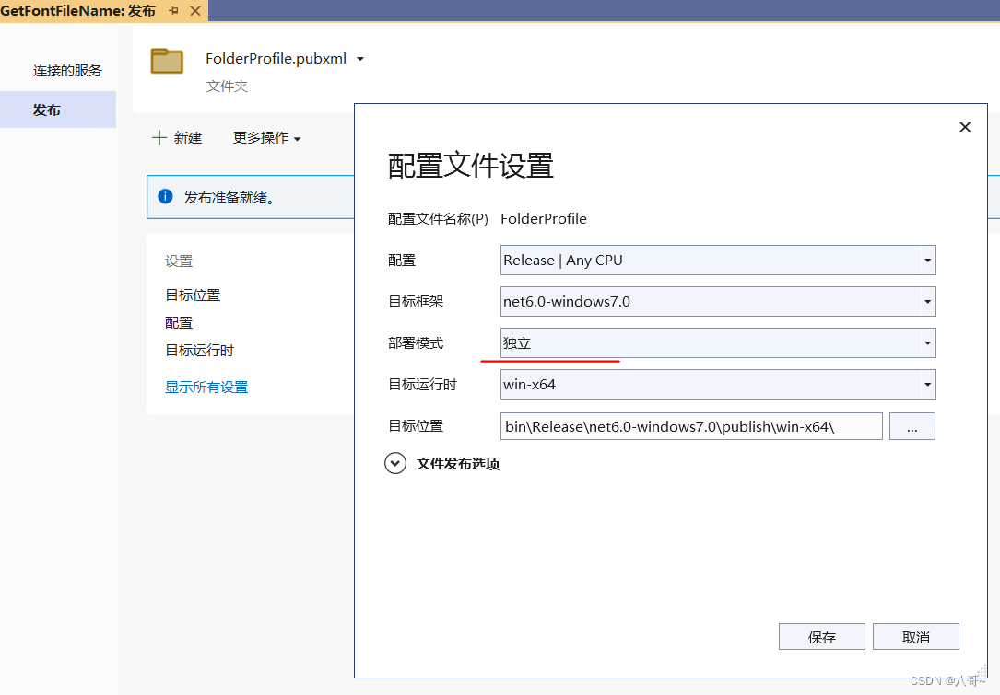 GetFontFileName: 发布
连接的服务
发布
FolderProfile.pubxml
文件夹
新建
更多操作
发布准备就绪。
设置
目标位置
配置
目标运行时
显示所有设置
配置文件设置
配置文件名称(P) FolderProfile
配置 Release | Any CPU
目标框架 net6.0-windows7.0
部署模式 独立
目标运行时 win-x64
目标位置 bin\Release\net6.0-windows7.0\publish\win-x64\ ...
文件发布选项
保存 取消
CSDN @八哥~